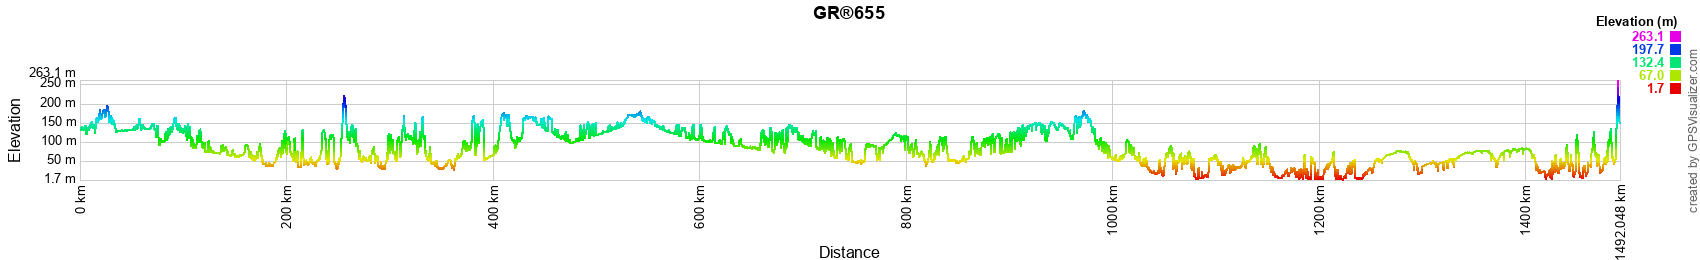 GR®655
Elevation (m)
263.1
197.7
132.4
67.0
1.7
263.1 m
250 m
200 m
150 m
100 m
50 m
1.7 m
Elevation
0 km
200 km
400 km
600 km
800 km
1000 km
1200 km
1400 km
1492.048 km
Distance
created by GPSVisualizer.com